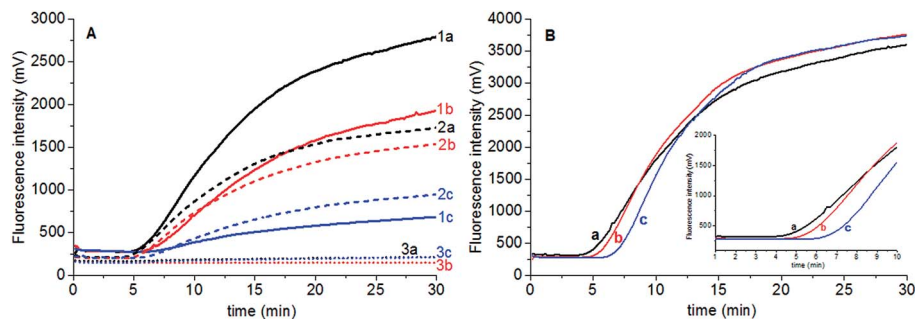 A
Fluorescence intensity (mV)
3000
2500
2000
1500
1000
500
250
0
0 5 10 15 20 25 30
time (min)
1a
1b
2a
2b
2c
1c
3a
3c
3b
B
Fluorescence intensity (mV)
4000
3500
3000
2500
2000
1500
1000
500
0
0 5 10 15 20 25 30
time (min)
a
b
c
Fluorescence intensity (mV)
2000
1500
1000
500
0
1 2 3 4 5 6 7 8 9 10
time (min)
a
b
c